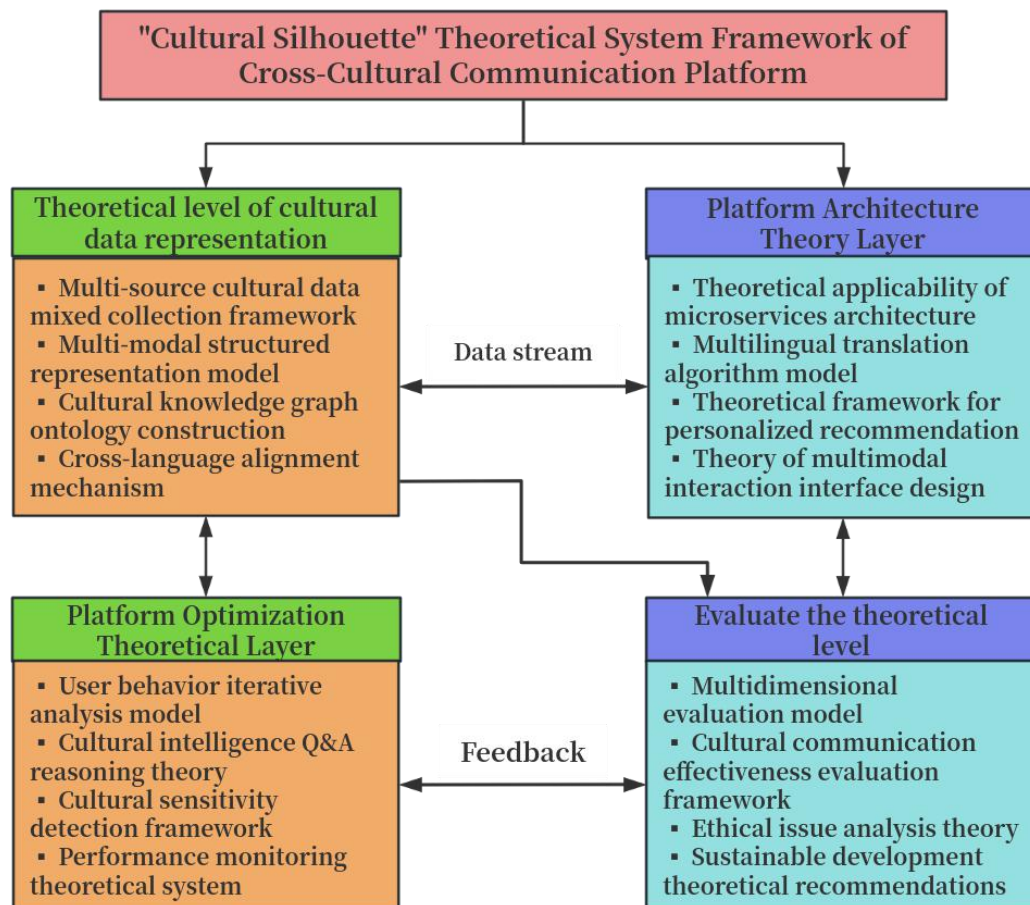 "Cultural Silhouette" Theoretical System Framework of
Cross-Cultural Communication Platform
Theoretical level of cultural
data representation
▪ Multi-source cultural data
mixed collection framework
▪ Multi-modal structured
representation model
▪ Cultural knowledge graph
ontology construction
▪ Cross-language alignment
mechanism
Data stream
Platform Architecture
Theory Layer
▪ Theoretical applicability of
microservices architecture
▪ Multilingual translation
algorithm model
▪ Theoretical framework for
personalized recommendation
▪ Theory of multimodal
interaction interface design
Platform Optimization
Theoretical Layer
▪ User behavior iterative
analysis model
▪ Cultural intelligence Q&A
reasoning theory
▪ Cultural sensitivity
detection framework
▪ Performance monitoring
theoretical system
Feedback
Evaluate the theoretical
level
▪ Multidimensional
evaluation model
▪ Cultural communication
effectiveness evaluation
framework
▪ Ethical issue analysis theory
▪ Sustainable development
theoretical recommendations